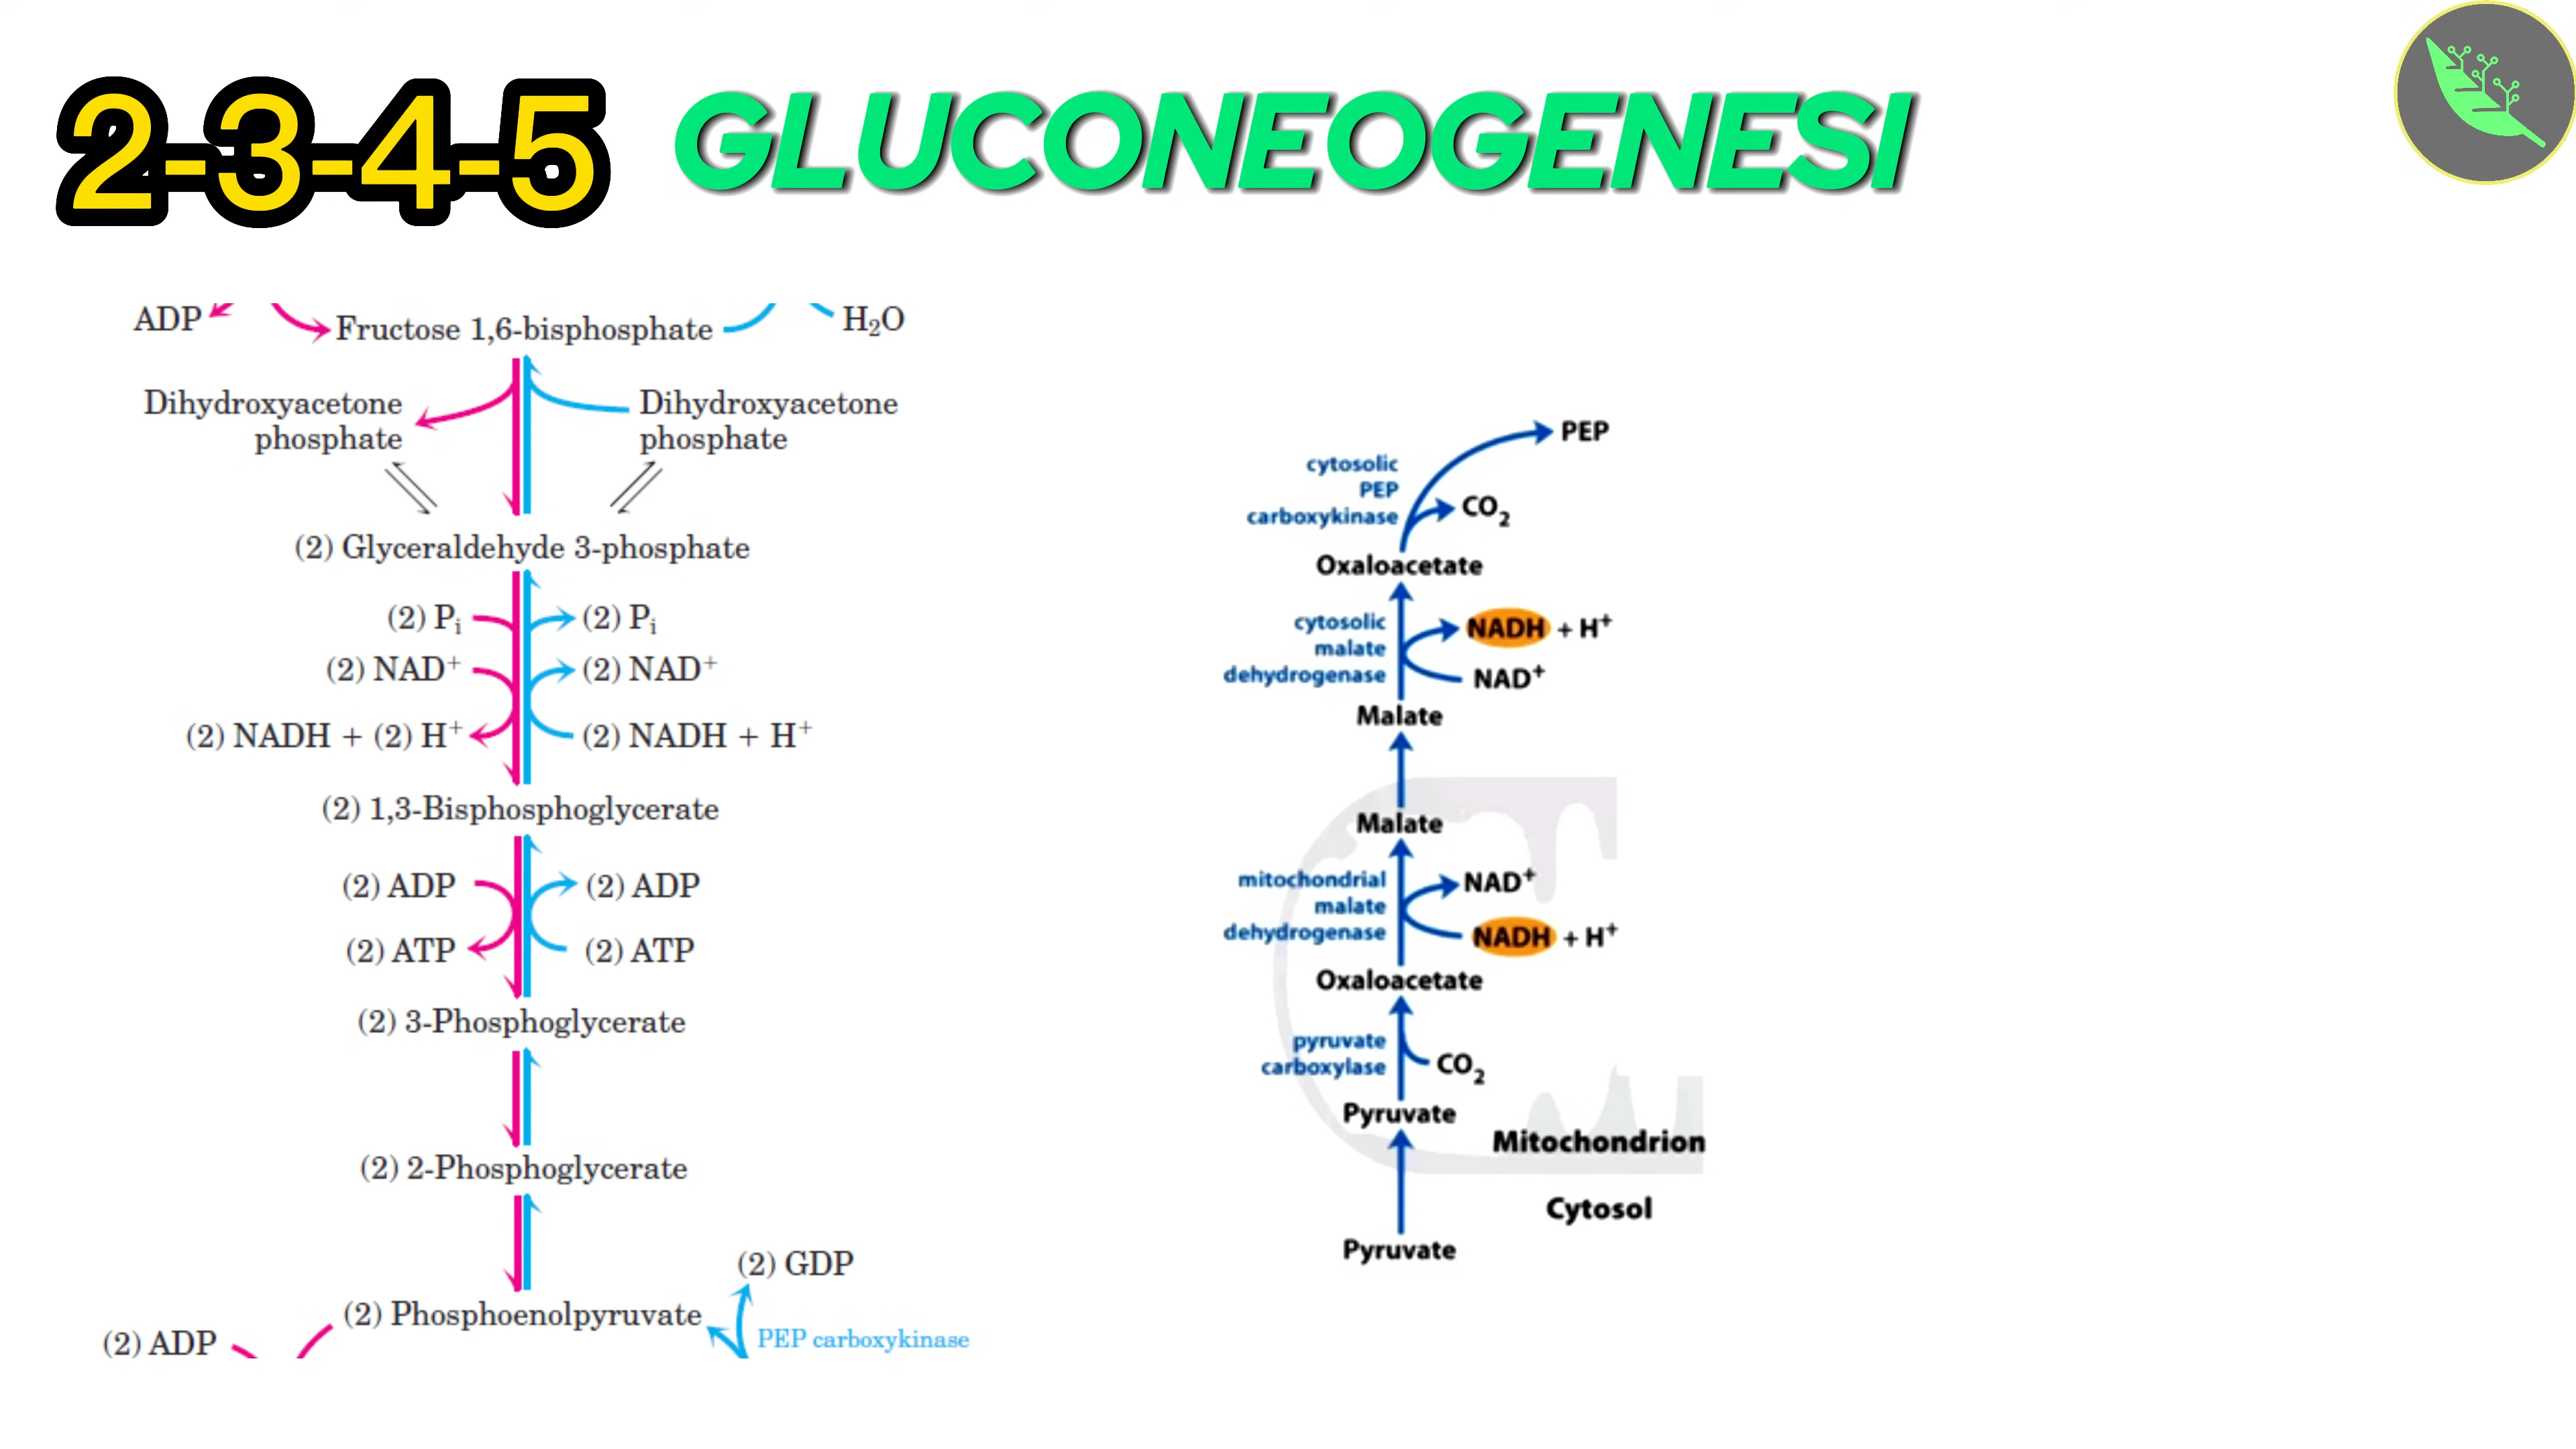 2-3-4-5 GLUCONEOGENESI
ADP
Fructose 1,6-bisphosphate
H₂O
Dihydroxyacetone
phosphate
Dihydroxyacetone
phosphate
(2) Glyceraldehyde 3-phosphate
(2) Pᵢ
(2) Pᵢ
(2) NAD⁺
(2) NAD⁺
(2) NADH + (2) H⁺
(2) NADH + H⁺
(2) 1,3-Bisphosphoglycerate
(2) ADP
(2) ADP
(2) ATP
(2) ATP
(2) 3-Phosphoglycerate
(2) 2-Phosphoglycerate
(2) GDP
(2) Phosphoenolpyruvate
PEP carboxykinase
(2) ADP
PEP
cytosolic
PEP
carboxykinase
CO₂
Oxaloacetate
cytosolic
malate
dehydrogenase
NADH + H⁺
NAD⁺
Malate
Malate
mitochondrial
malate
dehydrogenase
NAD⁺
NADH + H⁺
Oxaloacetate
pyruvate
carboxylase
CO₂
Pyruvate
Mitochondrion
Cytosol
Pyruvate